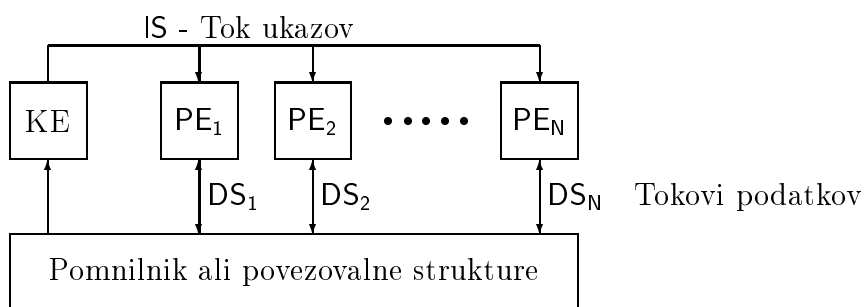 IS - Tok ukazov
KE PE1 PE2 PEN
DS1 DS2 DSN Tokovi podatkov
Pomnilnik ali povezovalne strukture